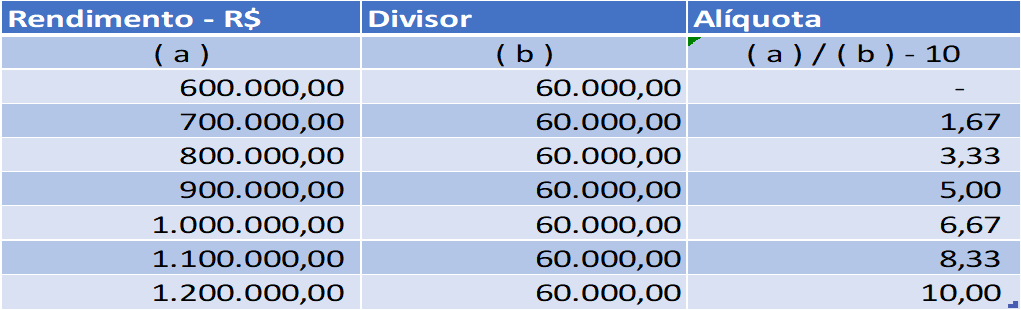 Rendimento - R$ Divisor Alíquota
( a ) ( b ) ( a ) / ( b ) - 10
600.000,00 60.000,00 -
700.000,00 60.000,00 1,67
800.000,00 60.000,00 3,33
900.000,00 60.000,00 5,00
1.000.000,00 60.000,00 6,67
1.100.000,00 60.000,00 8,33
1.200.000,00 60.000,00 10,00